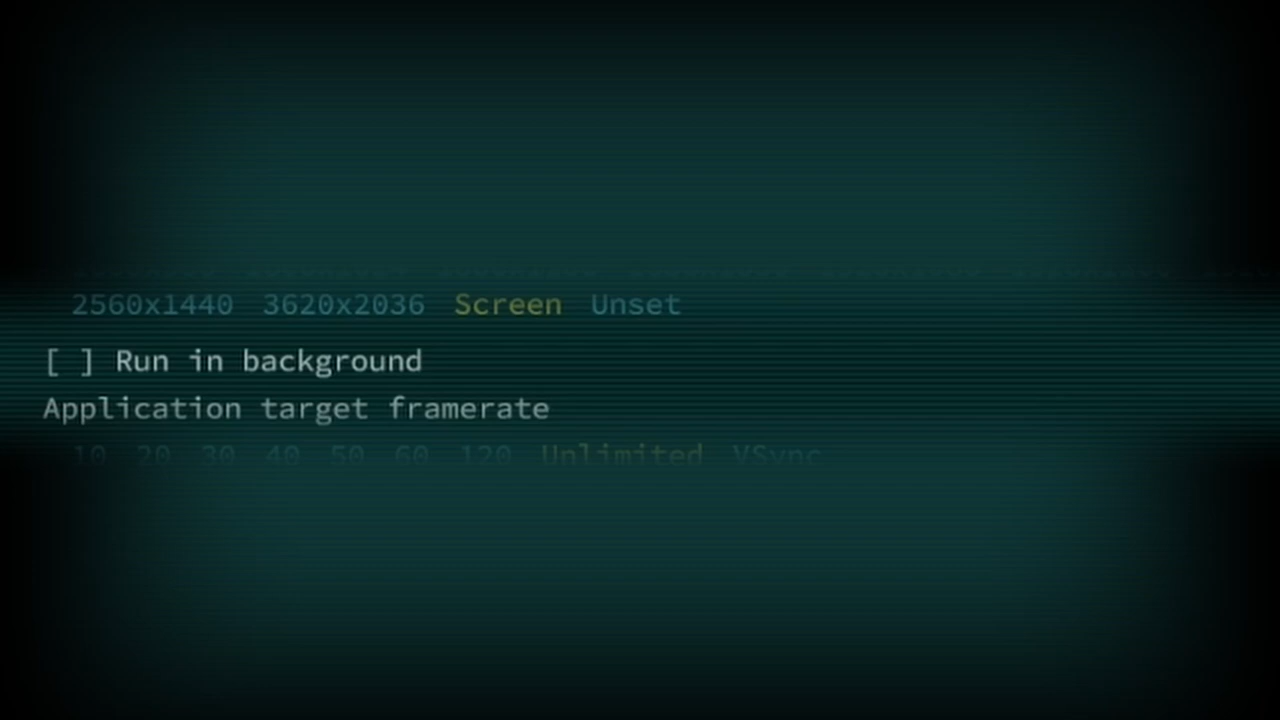 2560x1440 3620x2036 Screen Unset
[ ] Run in background
Application target framerate
10 20 30 40 50 60 120 Unlimited VSync